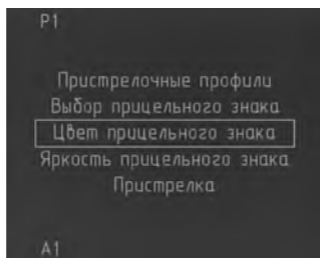 P1
Пристрелочные профили
Выбор прицельного знака
Цвет прицельного знака
Яркость прицельного знака
Пристрелка
A1